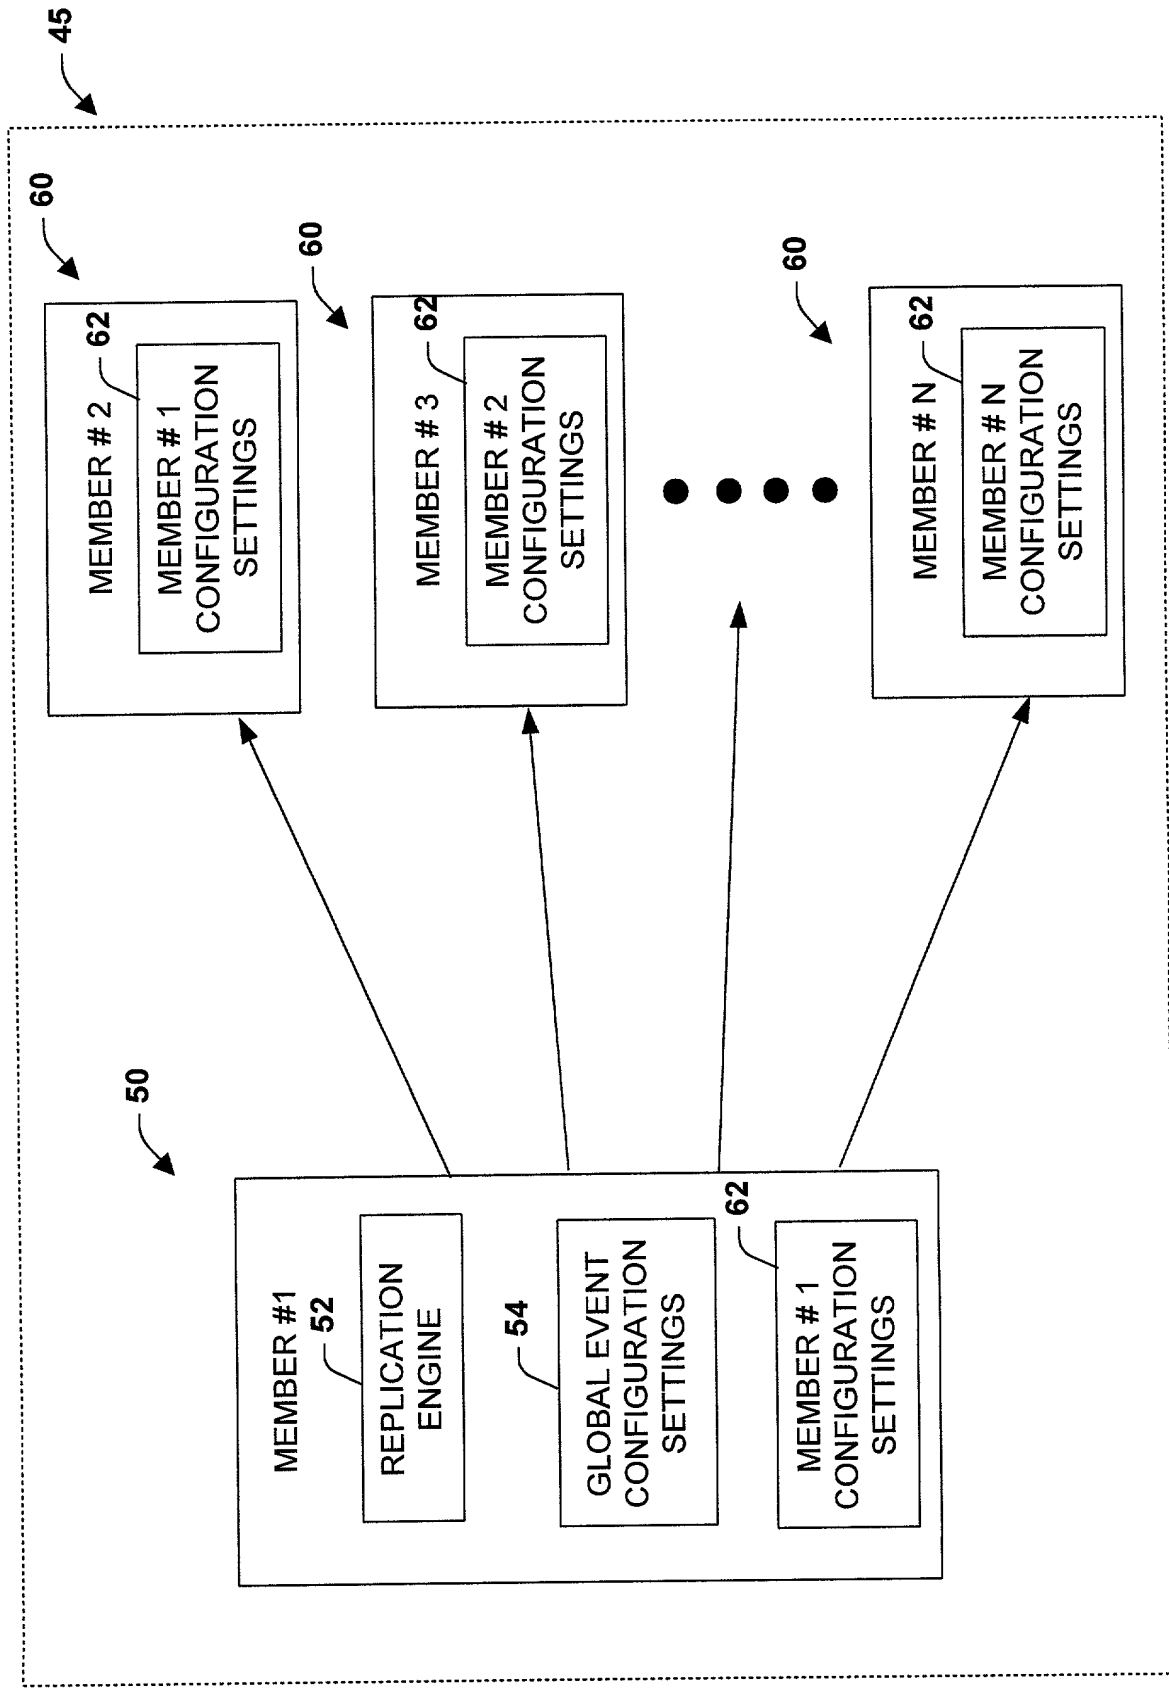 45
60
MEMBER # 2
62
MEMBER # 1
CONFIGURATION
SETTINGS
60
MEMBER # 3
62
MEMBER # 2
CONFIGURATION
SETTINGS
60
MEMBER # N
62
MEMBER # N
CONFIGURATION
SETTINGS
50
MEMBER #1
52
REPLICATION
ENGINE
54
GLOBAL EVENT
CONFIGURATION
SETTINGS
62
MEMBER # 1
CONFIGURATION
SETTINGS